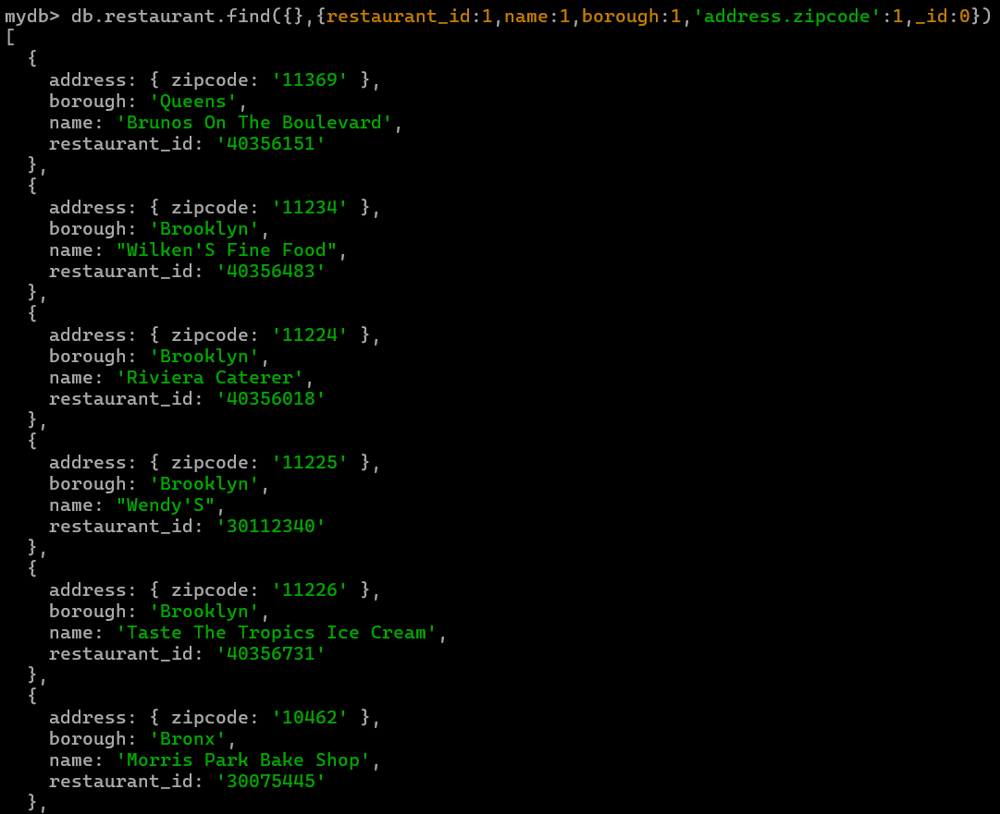 mydb> db.restaurant.find({},{restaurant_id:1,name:1,borough:1,'address.zipcode':1,_id:0})
[
  {
    address: { zipcode: '11369' },
    borough: 'Queens',
    name: 'Brunos On The Boulevard',
    restaurant_id: '40356151'
  },
  {
    address: { zipcode: '11234' },
    borough: 'Brooklyn',
    name: "Wilken'S Fine Food",
    restaurant_id: '40356483'
  },
  {
    address: { zipcode: '11224' },
    borough: 'Brooklyn',
    name: 'Riviera Caterer',
    restaurant_id: '40356018'
  },
  {
    address: { zipcode: '11225' },
    borough: 'Brooklyn',
    name: "Wendy'S",
    restaurant_id: '30112340'
  },
  {
    address: { zipcode: '11226' },
    borough: 'Brooklyn',
    name: 'Taste The Tropics Ice Cream',
    restaurant_id: '40356731'
  },
  {
    address: { zipcode: '10462' },
    borough: 'Bronx',
    name: 'Morris Park Bake Shop',
    restaurant_id: '30075445'
  },